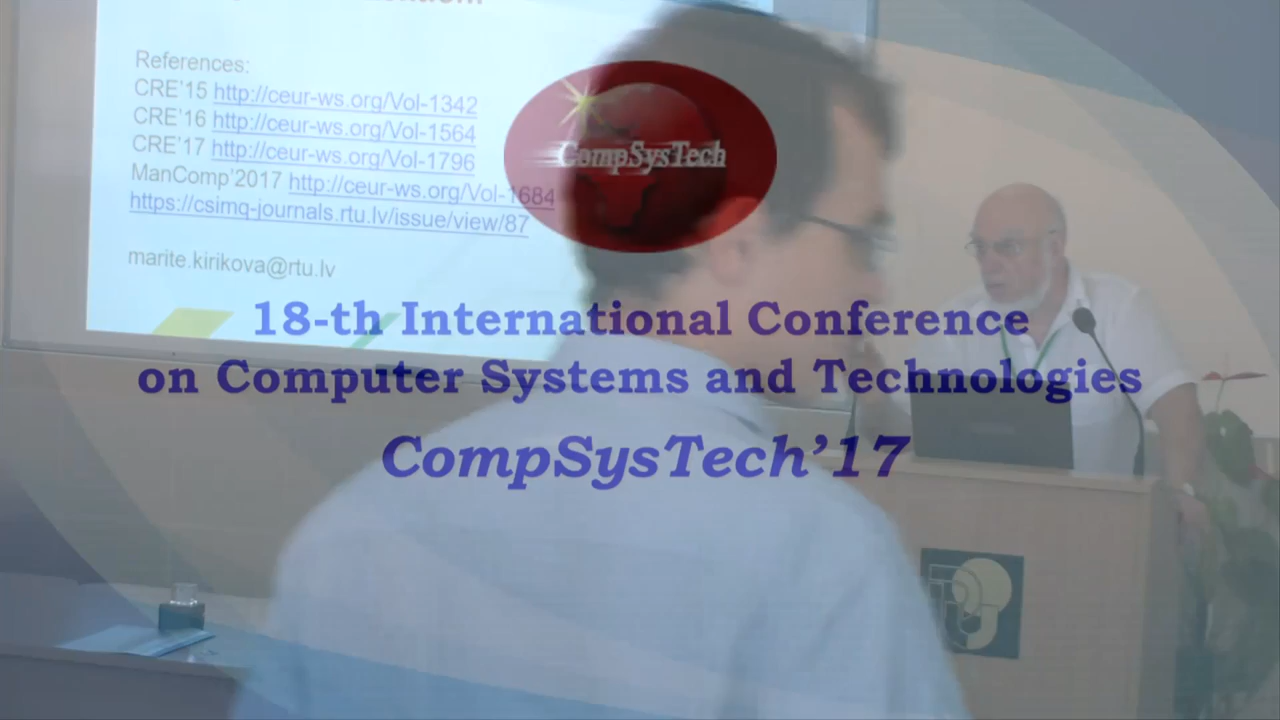 References:
CRE'15 http://ceur-ws.org/Vol-1342
CRE'16 http://ceur-ws.org/Vol-1564
CRE'17 http://ceur-ws.org/Vol-1796
ManComp'2017 http://ceur-ws.org/Vol-1684
https://csimq-journals.rtu.lv/issue/view/87
marite.kirikova@rtu.lv
CompSysTech
18-th International Conference
on Computer Systems and Technologies
CompSysTech’17